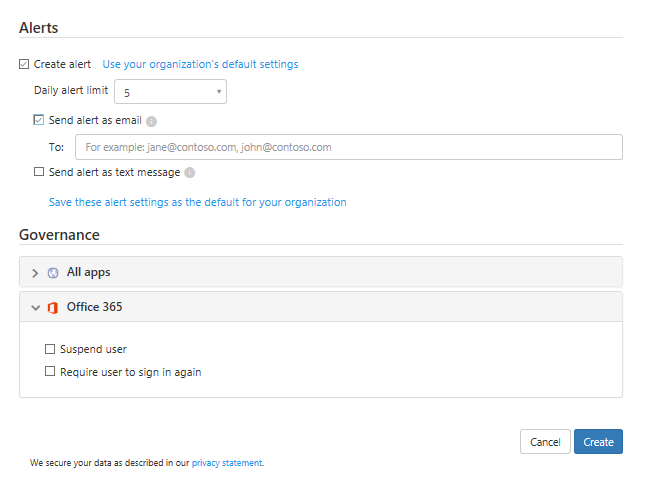 Alerts
Create alert Use your organization's default settings
Daily alert limit 5
Send alert as email
To: For example: jane@contoso.com, john@contoso.com
Send alert as text message
Save these alert settings as the default for your organization
Governance
All apps
Office 365
Suspend user
Require user to sign in again
Cancel Create
We secure your data as described in our privacy statement.